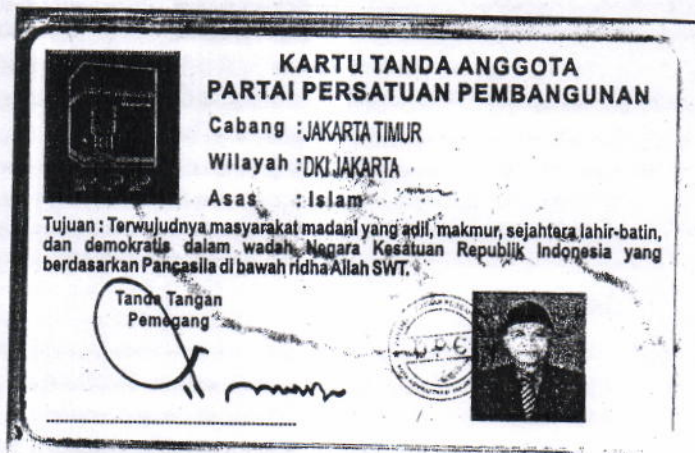 KARTU TANDA ANGGOTA
PARTAI PERSATUAN PEMBANGUNAN
Cabang : JAKARTA TIMUR
Wilayah : DKI JAKARTA
Asas : Islam
PPP
Tujuan : Terwujudnya masyarakat madani yang adil, makmur, sejahtera lahir-batin,
dan demokratis dalam wadah Negara Kesatuan Republik Indonesia yang
berdasarkan Pancasila di bawah ridha Allah SWT.
Tanda Tangan
Pemegang